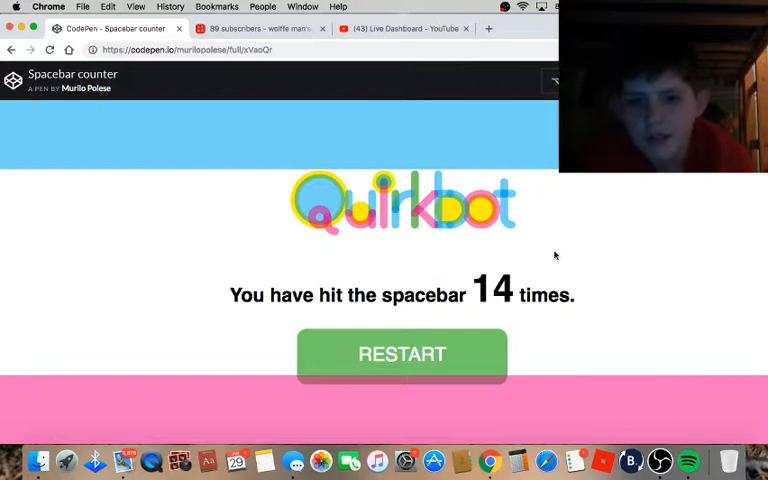 Chrome File Edit View History Bookmarks People Window Help
CodePen - Spacebar counter
89 subscribers - wolffe man's
(43) Live Dashboard - YouTube
https://codepen.io/murilopolese/full/xVaoQr
Spacebar counter
A PEN BY Murilo Polese
Quirkbot
You have hit the spacebar 14 times.
RESTART